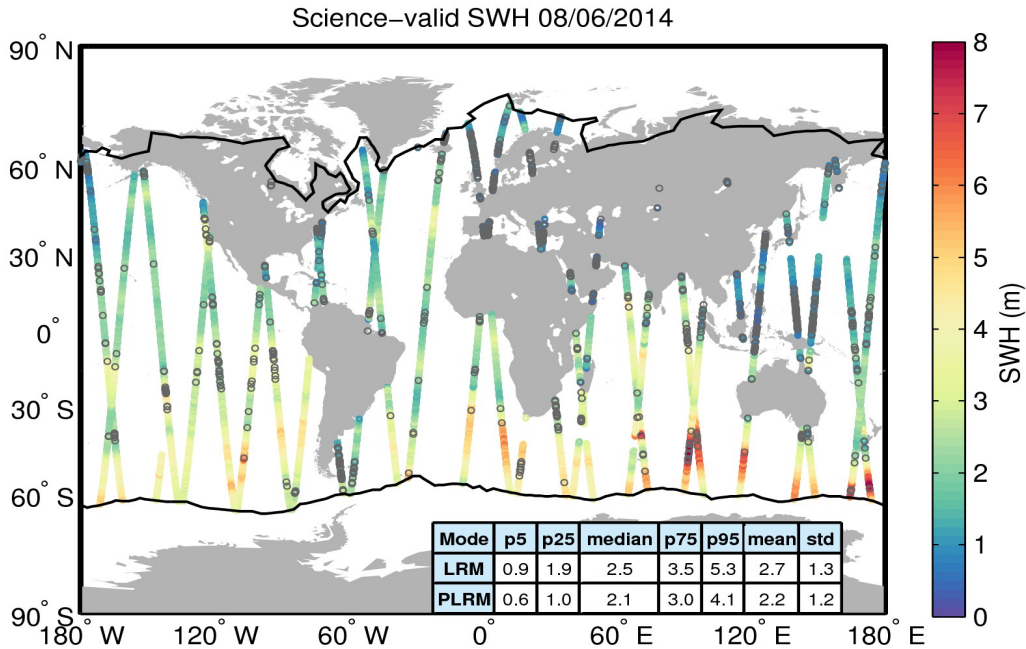 Science−valid SWH 08/06/2014
90° N
60° N
30° N
0°
30° S
60° S
90° S
180° W
120° W
60° W
0°
60° E
120° E
180° E
8
7
6
5
4
3
2
1
0
SWH (m)
Mode p5 p25 median p75 p95 mean std
LRM 0.9 1.9 2.5 3.5 5.3 2.7 1.3
PLRM 0.6 1.0 2.1 3.0 4.1 2.2 1.2